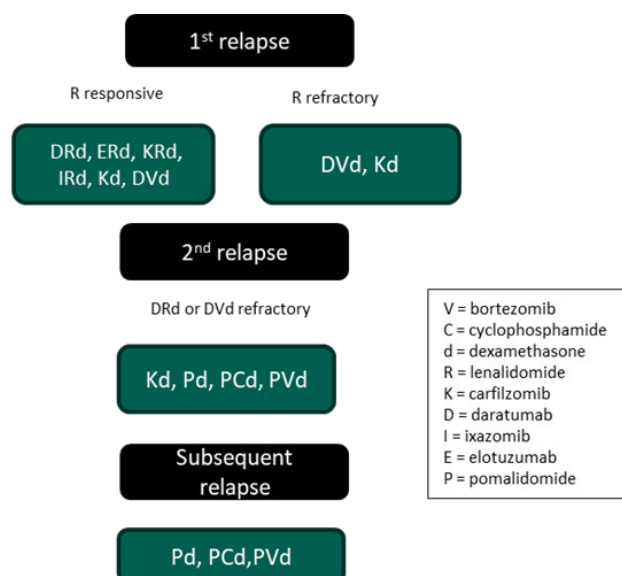 1st relapse
R responsive
R refractory
DRd, ERd, KRd,
IRd, Kd, DVd
DVd, Kd
2nd relapse
DRd or DVd refractory
Kd, Pd, PCd, PVd
Subsequent
relapse
Pd, PCd,PVd
V = bortezomib
C = cyclophosphamide
d = dexamethasone
R = lenalidomide
K = carfilzomib
D = daratumab
I = ixazomib
E = elotuzumab
P = pomalidomide